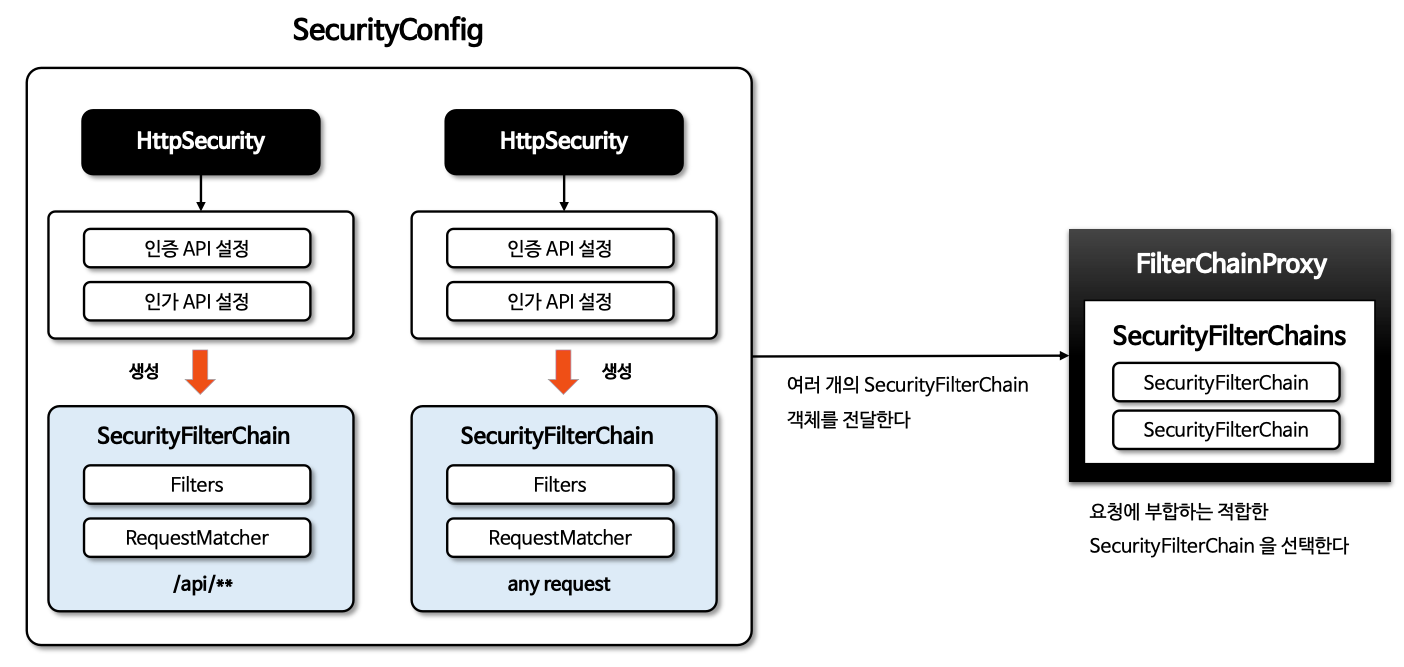 SecurityConfig
HttpSecurity
인증 API 설정
인가 API 설정
생성
SecurityFilterChain
Filters
RequestMatcher
/api/**
HttpSecurity
인증 API 설정
인가 API 설정
생성
SecurityFilterChain
Filters
RequestMatcher
any request
여러 개의 SecurityFilterChain
객체를 전달한다
FilterChainProxy
SecurityFilterChains
SecurityFilterChain
SecurityFilterChain
요청에 부합하는 적합한
SecurityFilterChain 을 선택한다